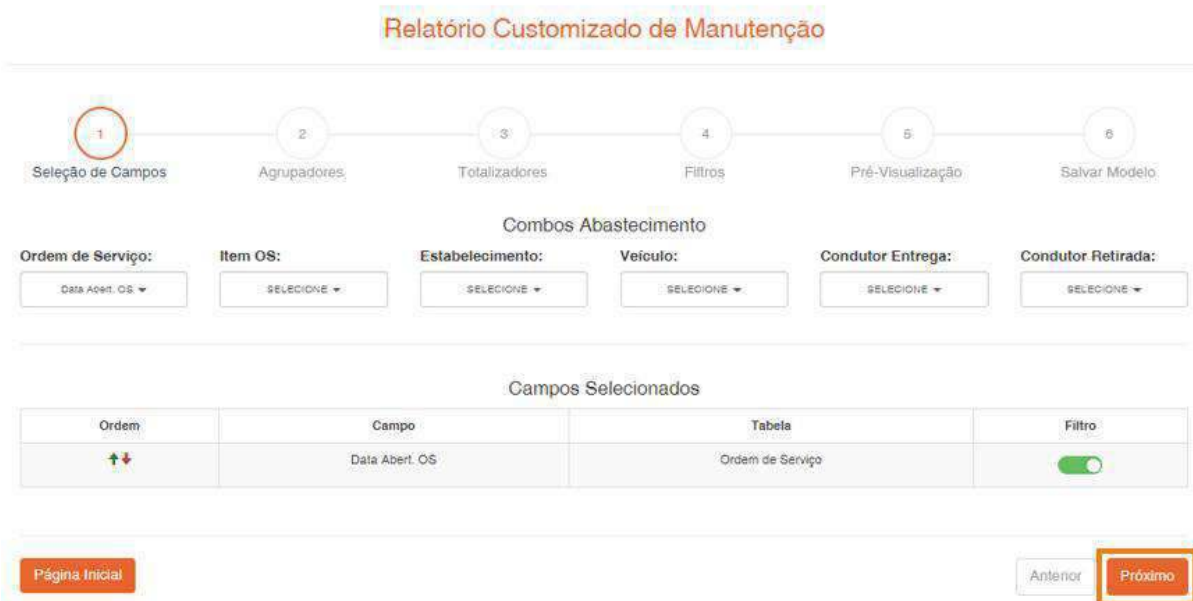 Relatório Customizado de Manutenção
1 2 3 4 5 6
Seleção de Campos Agrupadores Totalizadores Filtros Pré-Visualização Salvar Modelo
Combos Abastecimento
Ordem de Serviço: Item OS: Estabelecimento: Veículo: Condutor Entrega: Condutor Retirada:
Data Abert. OS SELECIONE SELECIONE SELECIONE SELECIONE SELECIONE
Campos Selecionados
Ordem Campo Tabela Filtro
Data Abert. OS Ordem de Serviço
Página Inicial Anterior Próximo